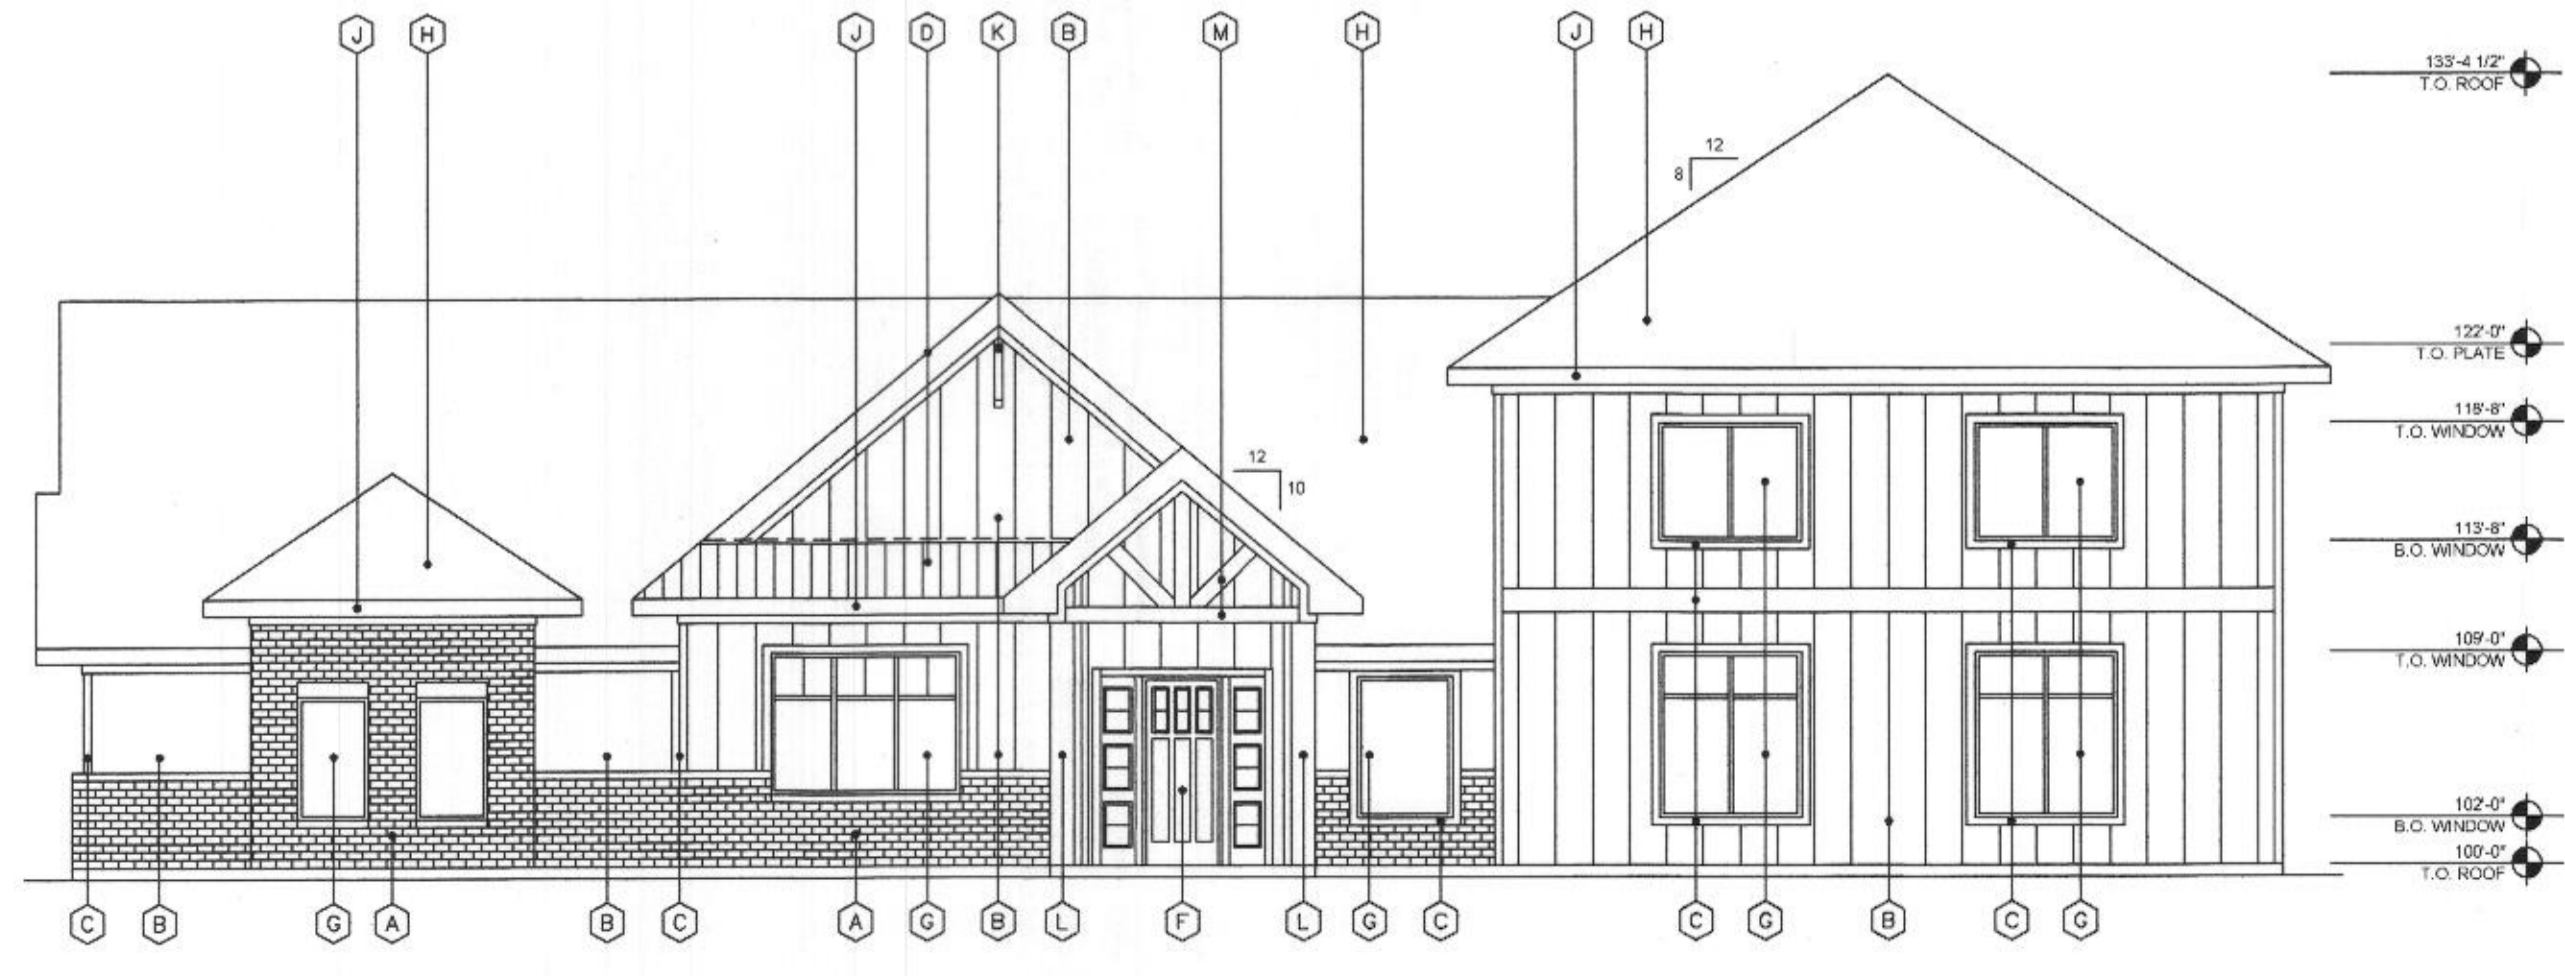 J H J D K B M H J H
133'-4 1/2"
T.O. ROOF
12
8
122'-0"
T.O. PLATE
118'-8"
T.O. WINDOW
12
10
113'-8"
B.O. WINDOW
109'-0"
T.O. WINDOW
102'-0"
B.O. WINDOW
100'-0"
T.O. ROOF
C B G A B C A G B L F L G C C G B C G